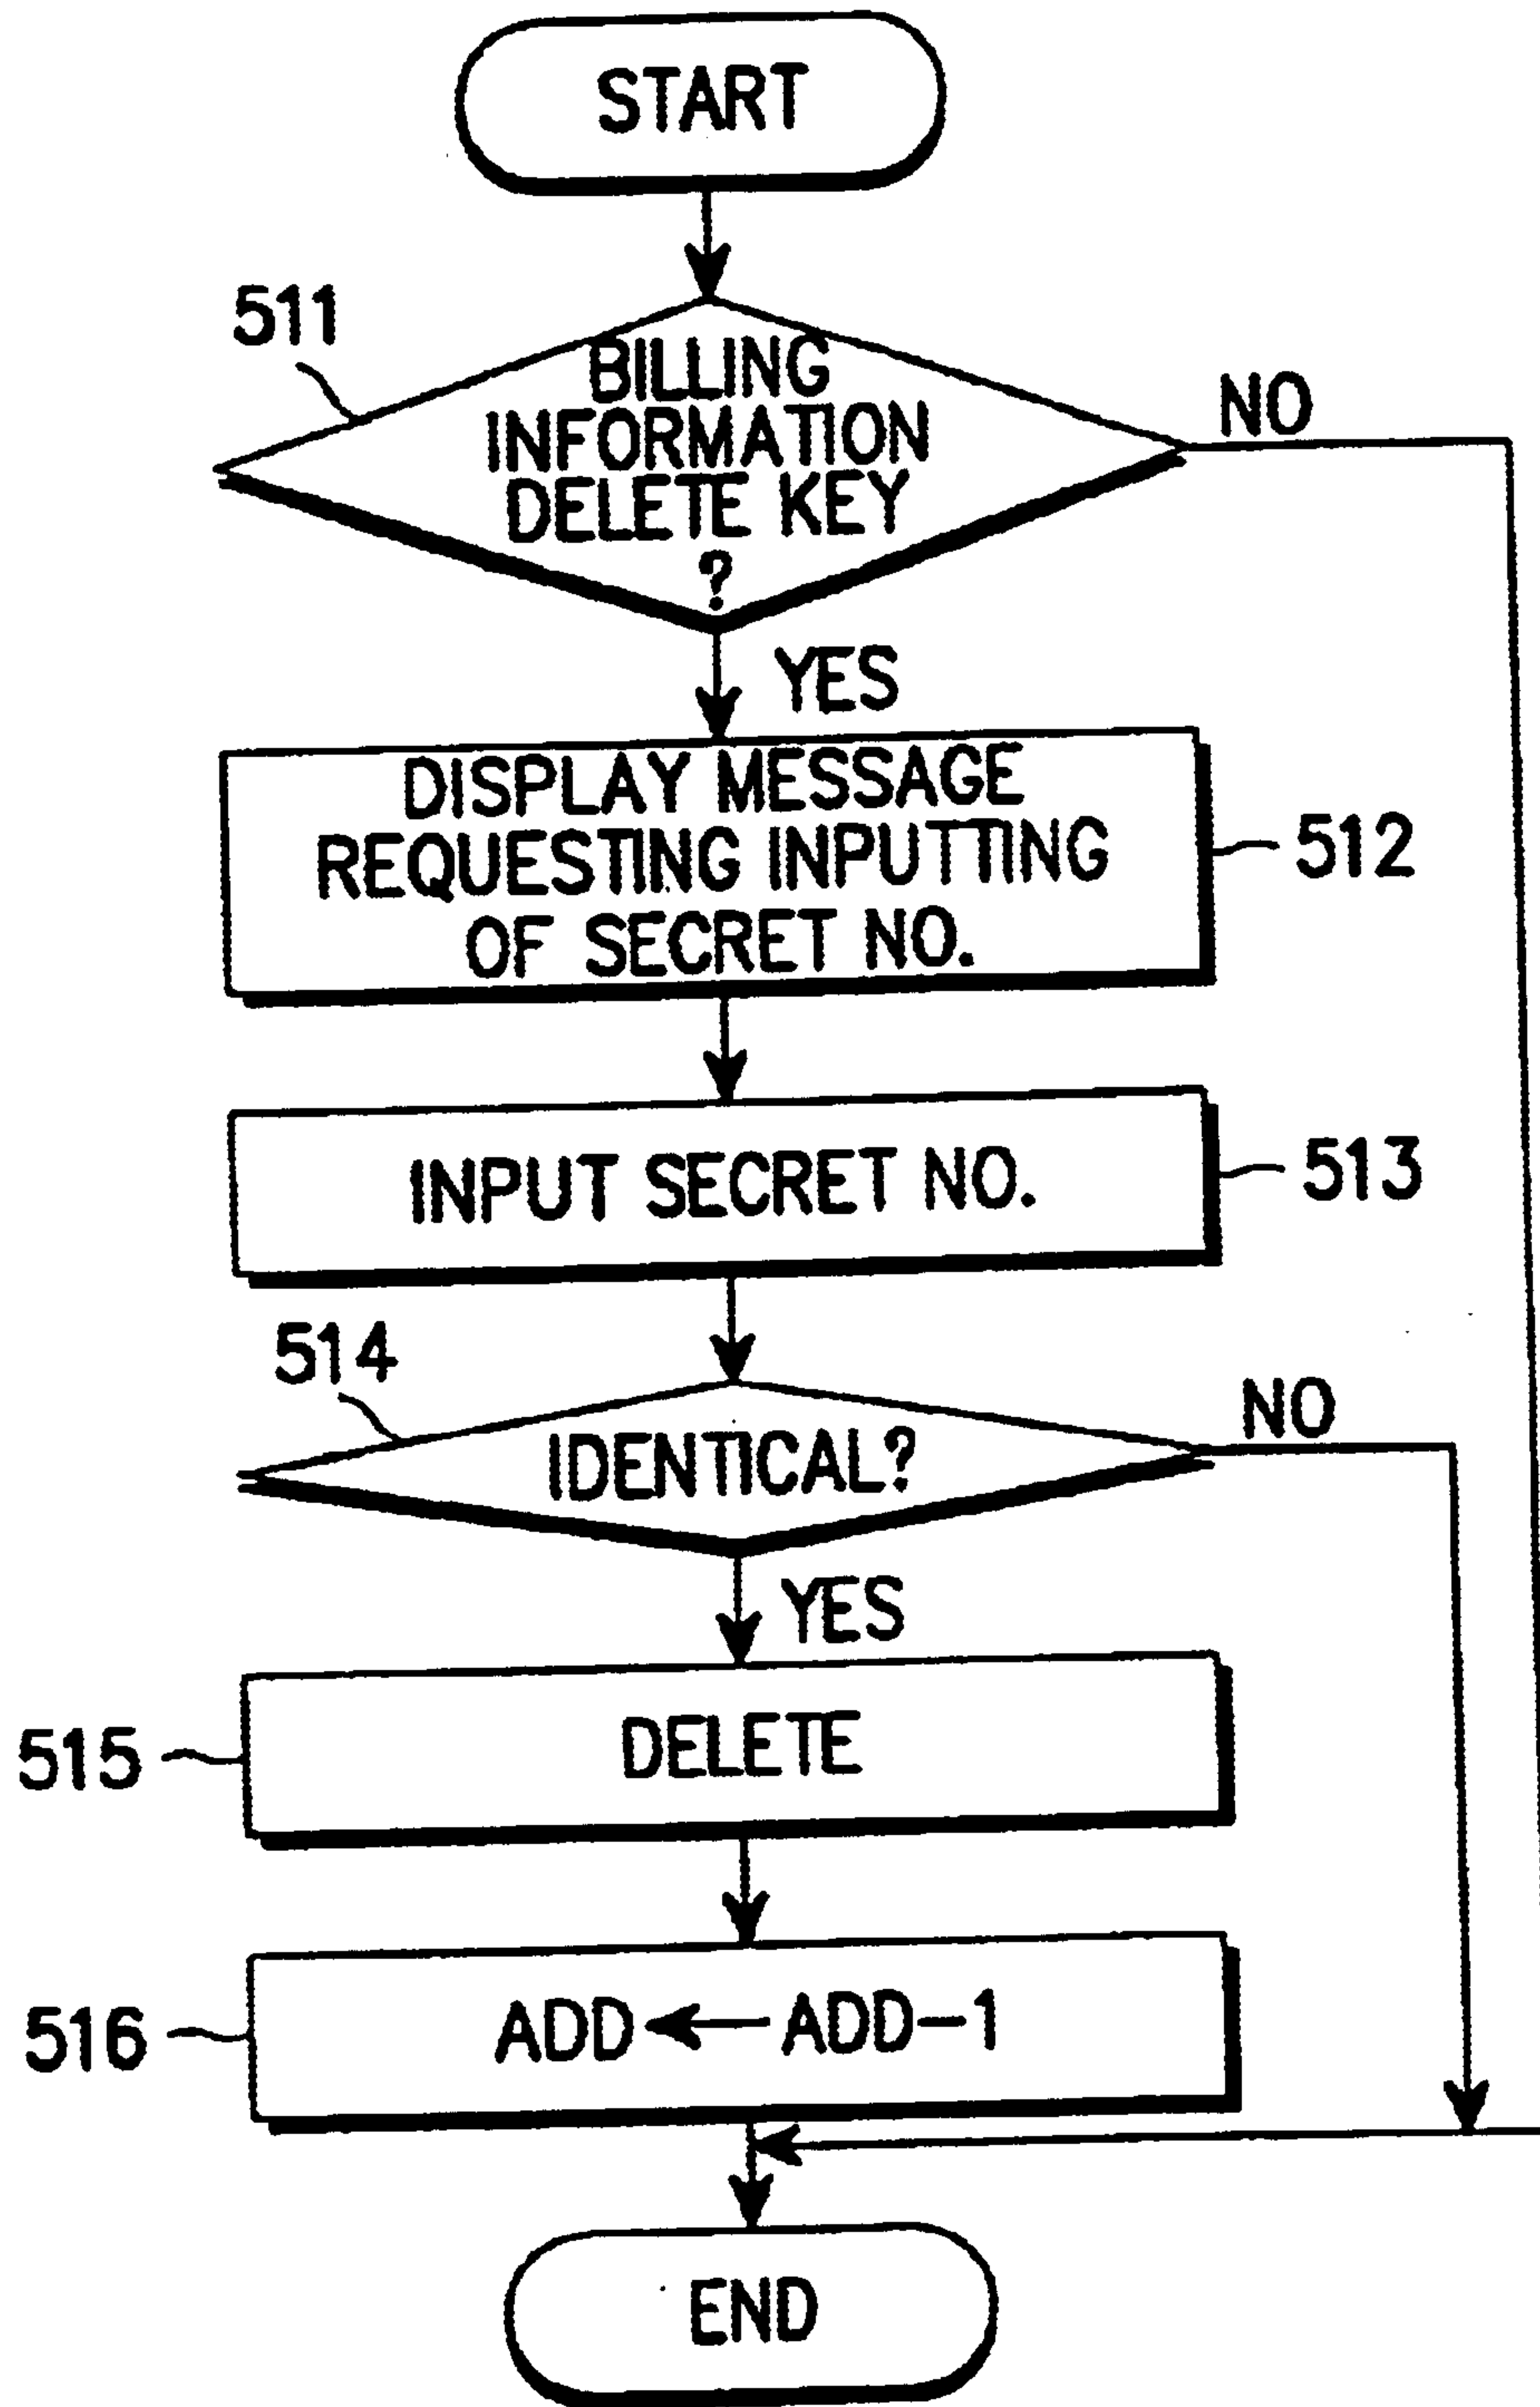 START
511
BILLING
INFORMATION
DELETE KEY
?
NO
YES
DISPLAY MESSAGE
REQUESTING INPUTTING
OF SECRET NO.
512
INPUT SECRET NO.
513
514
IDENTICAL?
NO
YES
515
DELETE
516
ADD ← ADD-1
END